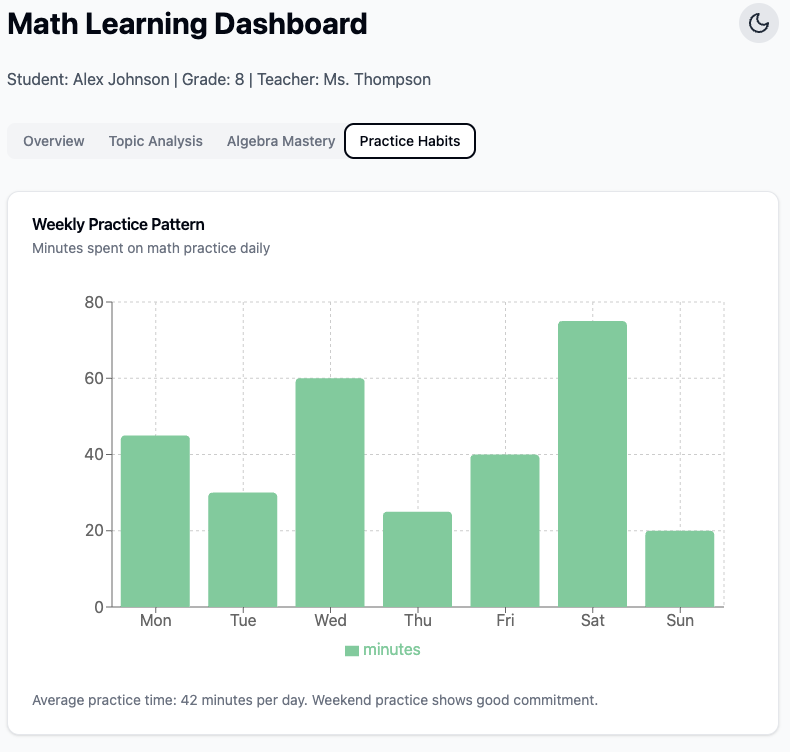 Math Learning Dashboard
Student: Alex Johnson | Grade: 8 | Teacher: Ms. Thompson
Overview Topic Analysis Algebra Mastery Practice Habits
Weekly Practice Pattern
Minutes spent on math practice daily
80
60
40
20
0
Mon Tue Wed Thu Fri Sat Sun
minutes
Average practice time: 42 minutes per day. Weekend practice shows good commitment.